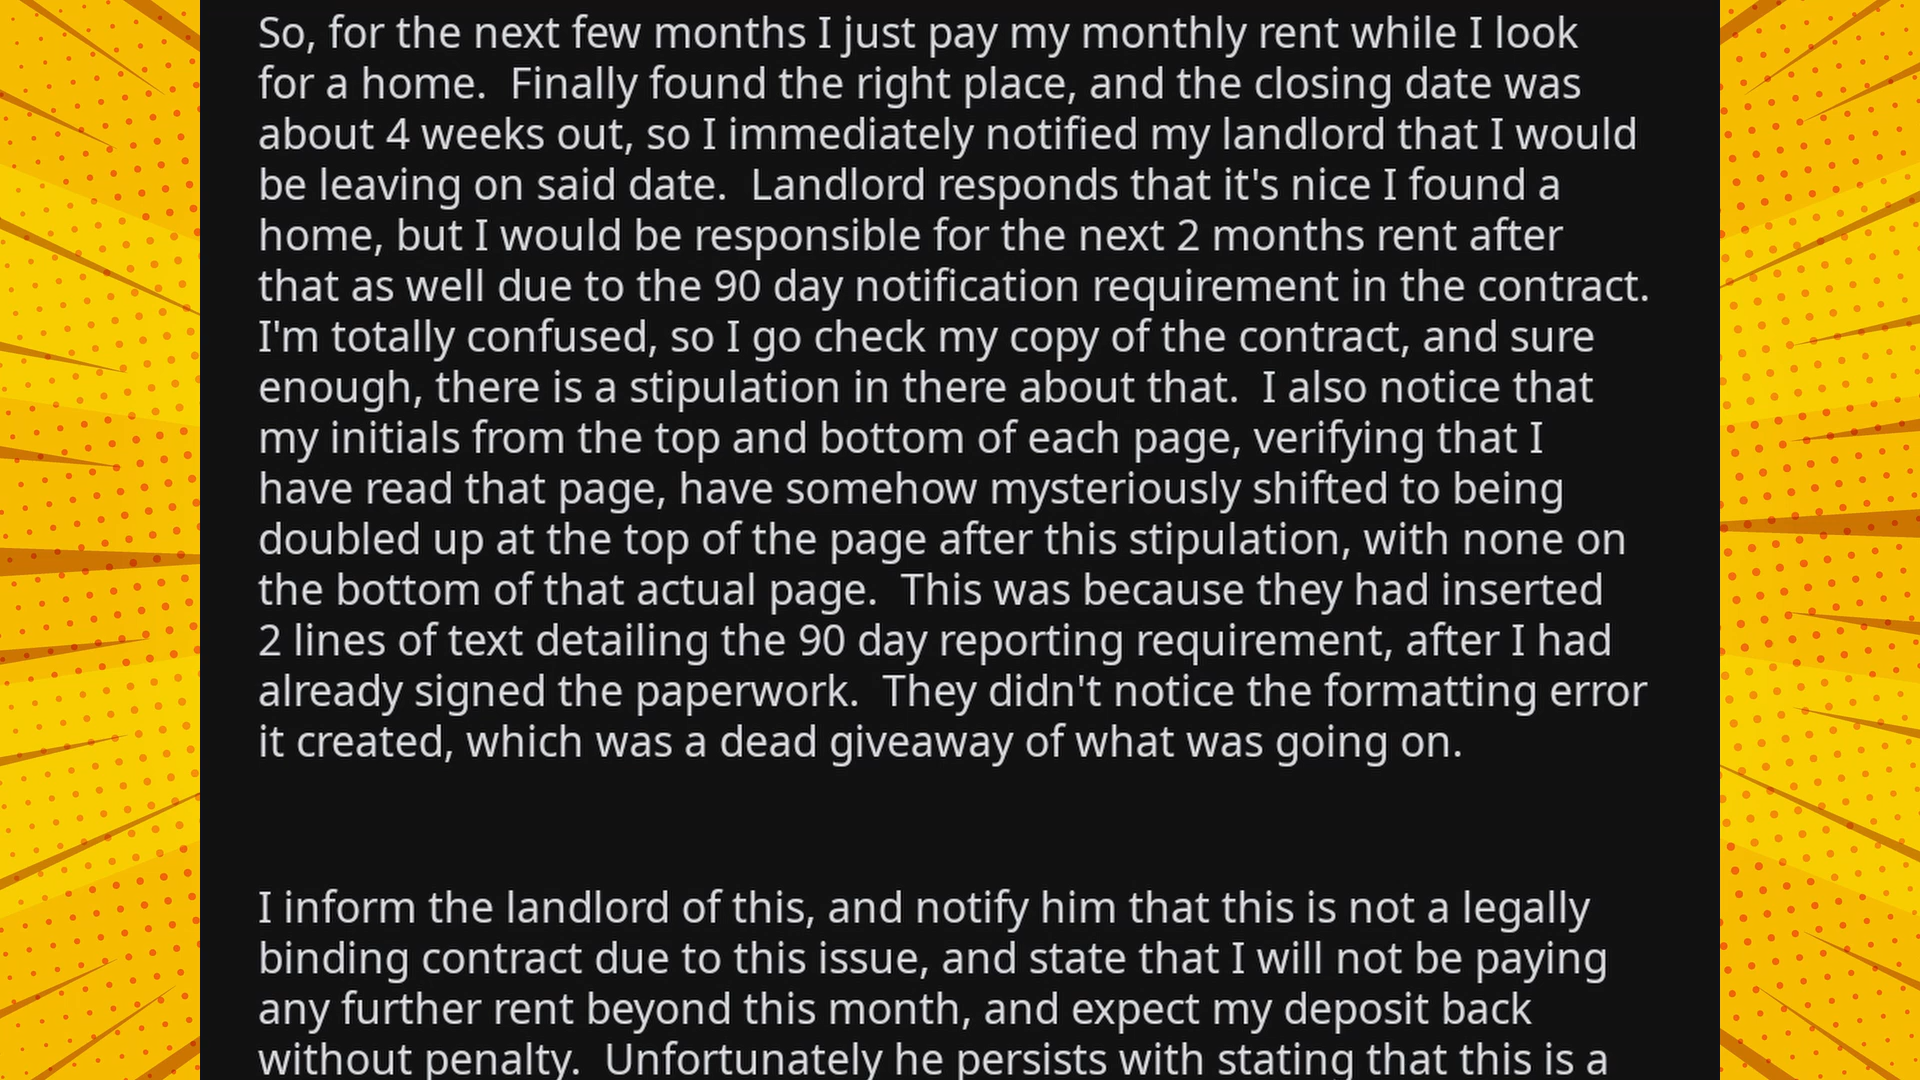 So, for the next few months I just pay my monthly rent while I look
for a home.  Finally found the right place, and the closing date was
about 4 weeks out, so I immediately notified my landlord that I would
be leaving on said date.  Landlord responds that it's nice I found a
home, but I would be responsible for the next 2 months rent after
that as well due to the 90 day notification requirement in the contract.
I'm totally confused, so I go check my copy of the contract, and sure
enough, there is a stipulation in there about that.  I also notice that
my initials from the top and bottom of each page, verifying that I
have read that page, have somehow mysteriously shifted to being
doubled up at the top of the page after this stipulation, with none on
the bottom of that actual page.  This was because they had inserted
2 lines of text detailing the 90 day reporting requirement, after I had
already signed the paperwork.  They didn't notice the formatting error
it created, which was a dead giveaway of what was going on.
I inform the landlord of this, and notify him that this is not a legally
binding contract due to this issue, and state that I will not be paying
any further rent beyond this month, and expect my deposit back
without penalty.  Unfortunately he persists with stating that this is a